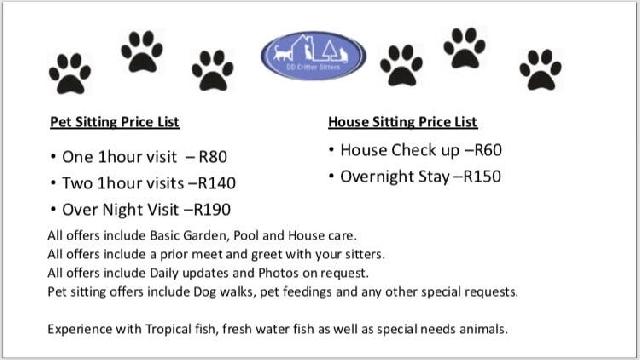 DD Critter Sitters
Pet Sitting Price List
• One 1hour visit – R80
• Two 1hour visits –R140
• Over Night Visit –R190
House Sitting Price List
• House Check up –R60
• Overnight Stay –R150
All offers include Basic Garden, Pool and House care.
All offers include a prior meet and greet with your sitters.
All offers include Daily updates and Photos on request.
Pet sitting offers include Dog walks, pet feedings and any other special requests.
Experience with Tropical fish, fresh water fish as well as special needs animals.